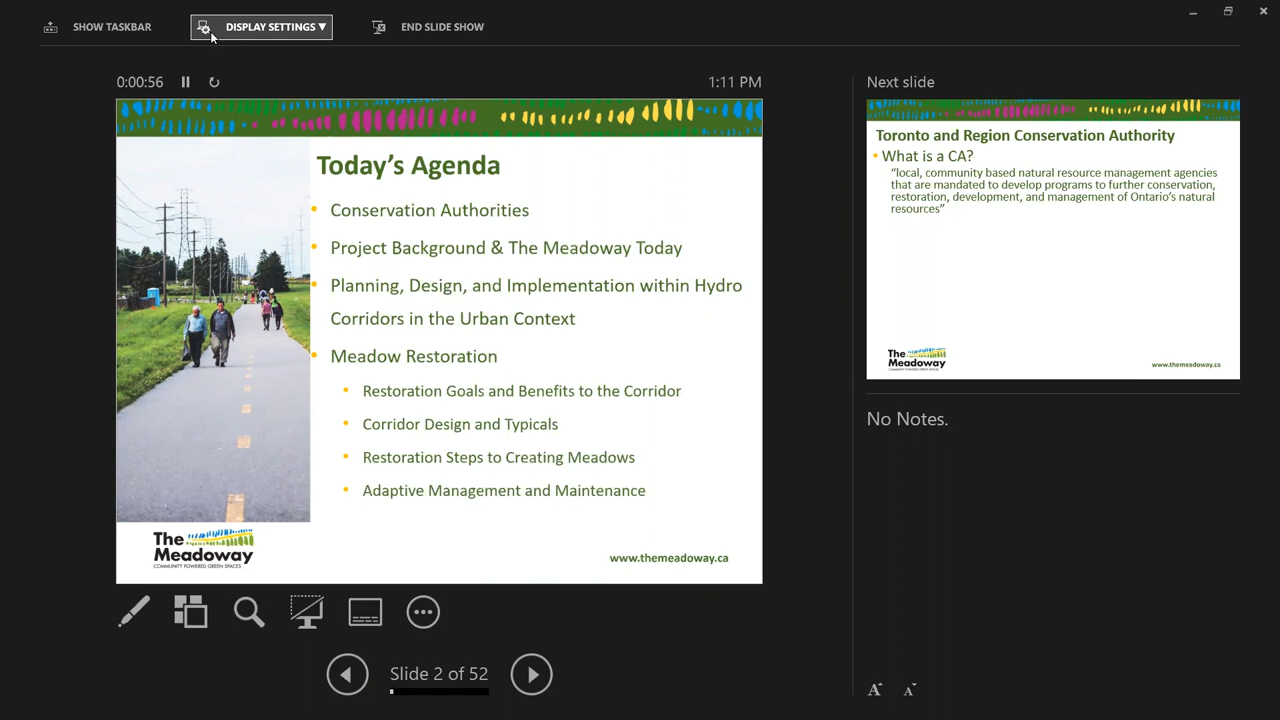 SHOW TASKBAR
DISPLAY SETTINGS ▼
END SLIDE SHOW
0:00:56
1:11 PM
Today's Agenda
• Conservation Authorities
• Project Background & The Meadoway Today
• Planning, Design, and Implementation within Hydro
Corridors in the Urban Context
• Meadow Restoration
• Restoration Goals and Benefits to the Corridor
• Corridor Design and Typicals
• Restoration Steps to Creating Meadows
• Adaptive Management and Maintenance
The
Meadoway
COMMUNITY POWERED GREEN SPACES
www.themeadoway.ca
Slide 2 of 52
Next slide
Toronto and Region Conservation Authority
• What is a CA?
“local, community based natural resource management agencies
that are mandated to develop programs to further conservation,
restoration, development, and management of Ontario's natural
resources”
The
Meadoway
COMMUNITY POWERED GREEN SPACES
www.themeadoway.ca
No Notes.
A A